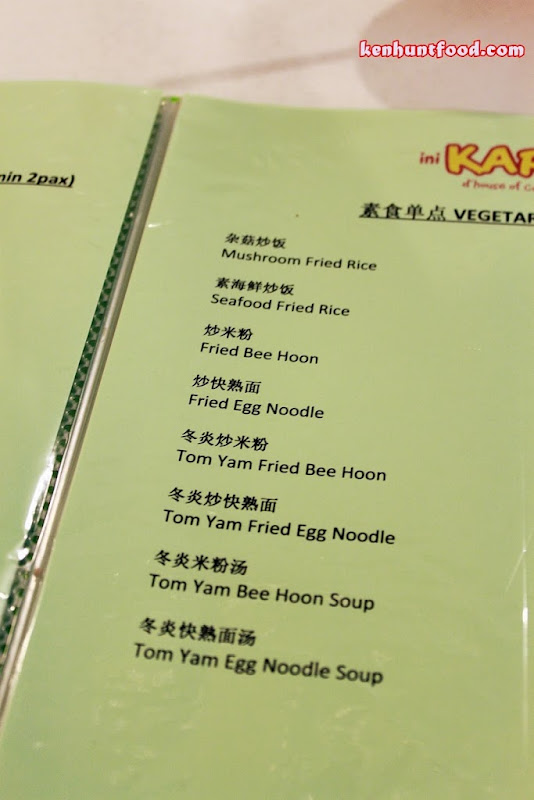 kenhuntfood.com
min 2pax)
ini
d'house of
素食单点
杂菇炒饭
Mushroom Fried Rice
素海鲜炒饭
Seafood Fried Rice
炒米粉
Fried Bee Hoon
炒快熟面
Fried Egg Noodle
冬炎炒米粉
Tom Yam Fried Bee Hoon
冬炎炒快熟面
Tom Yam Fried Egg Noodle
冬炎米粉汤
Tom Yam Bee Hoon Soup
冬炎快熟面汤
Tom Yam Egg Noodle Soup